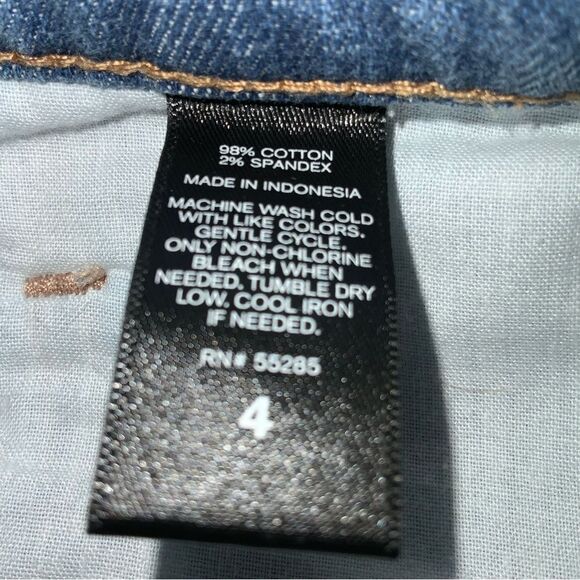 98% COTTON
2% SPANDEX
MADE IN INDONESIA
MACHINE WASH COLD
WITH LIKE COLORS.
GENTLE CYCLE.
ONLY NON-CHLORINE
BLEACH WHEN
NEEDED. TUMBLE DRY
LOW. COOL IRON
IF NEEDED.
RN# 55285
4